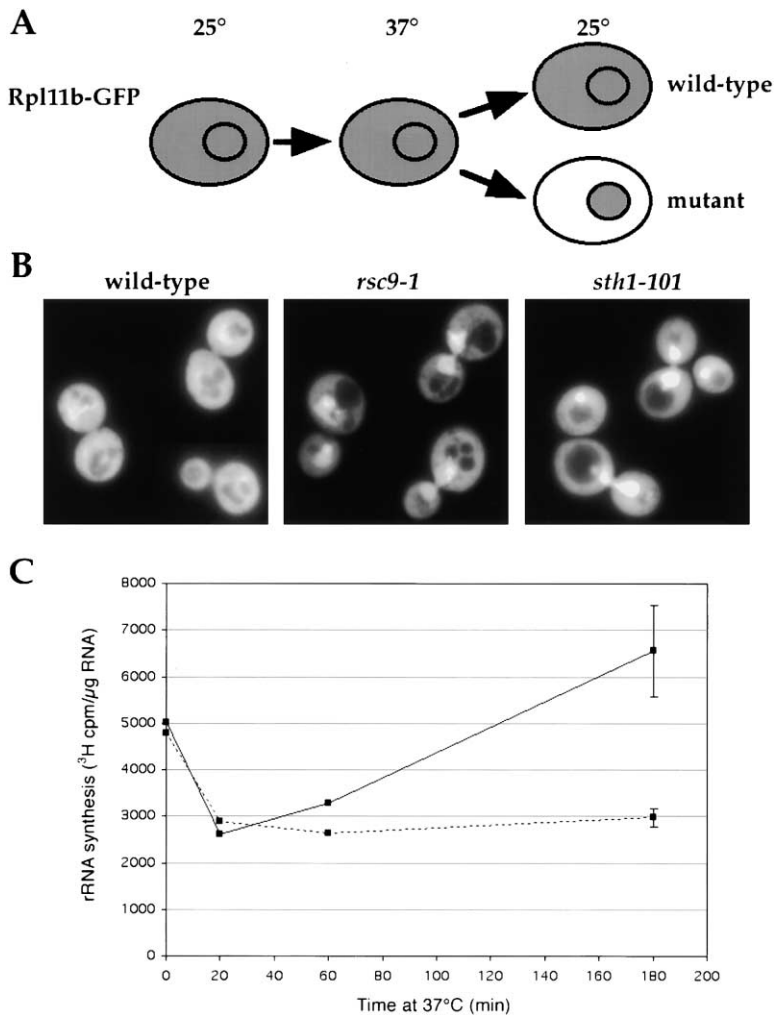 A
25° 37° 25°
Rpl11b-GFP
wild-type
mutant
B
wild-type rsc9-1 sth1-101
C
rRNA synthesis (³H cpm/µg RNA)
8000
7000
6000
5000
4000
3000
2000
1000
0
0 20 40 60 80 100 120 140 160 180 200
Time at 37°C (min)